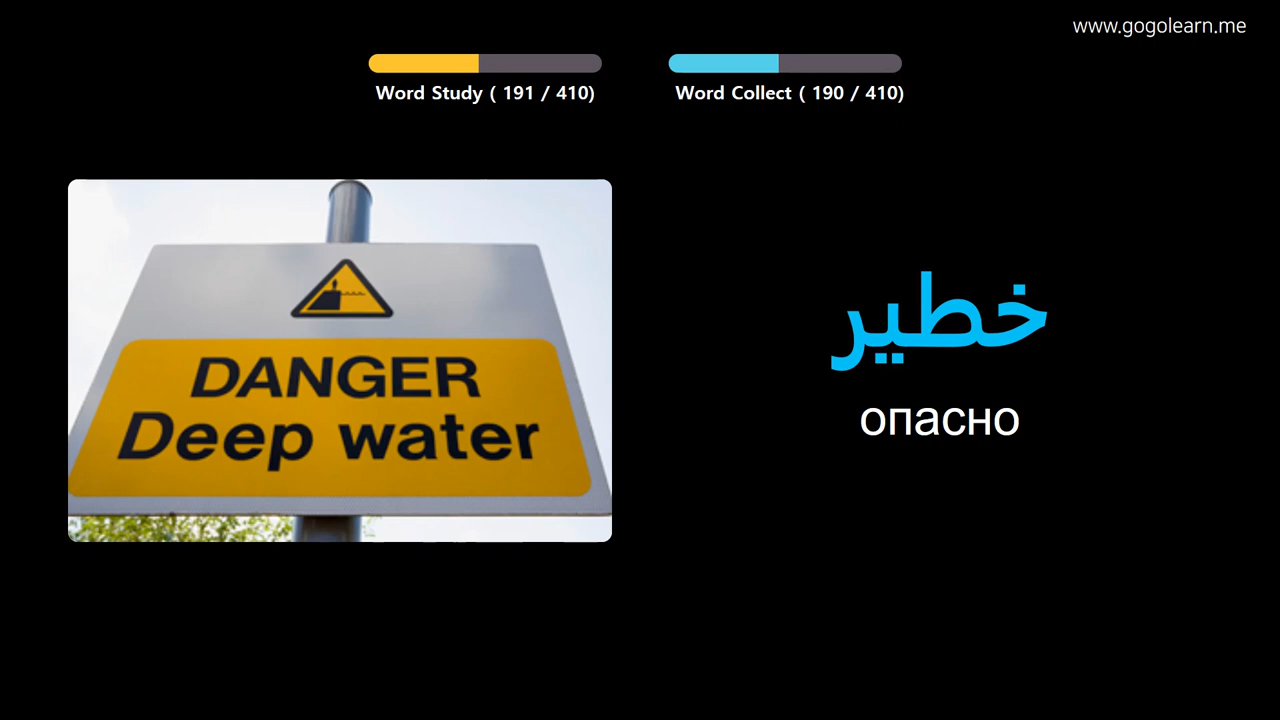 www.gogolearn.me
Word Study ( 191 / 410)
Word Collect ( 190 / 410)
DANGER
Deep water
خطير
опасно